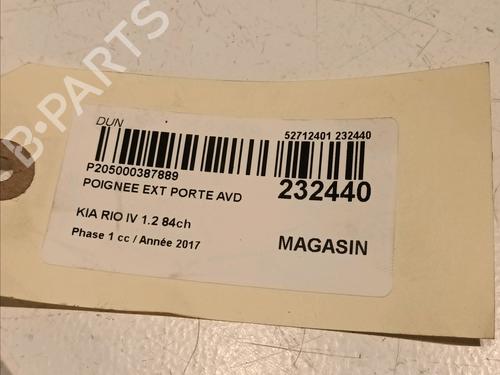 B-PARTS
DUN
52712401 232440
P205000387889
POIGNEE EXT PORTE AVD
232440
KIA RIO IV 1.2 84ch
Phase 1 cc / Année 2017
MAGASIN